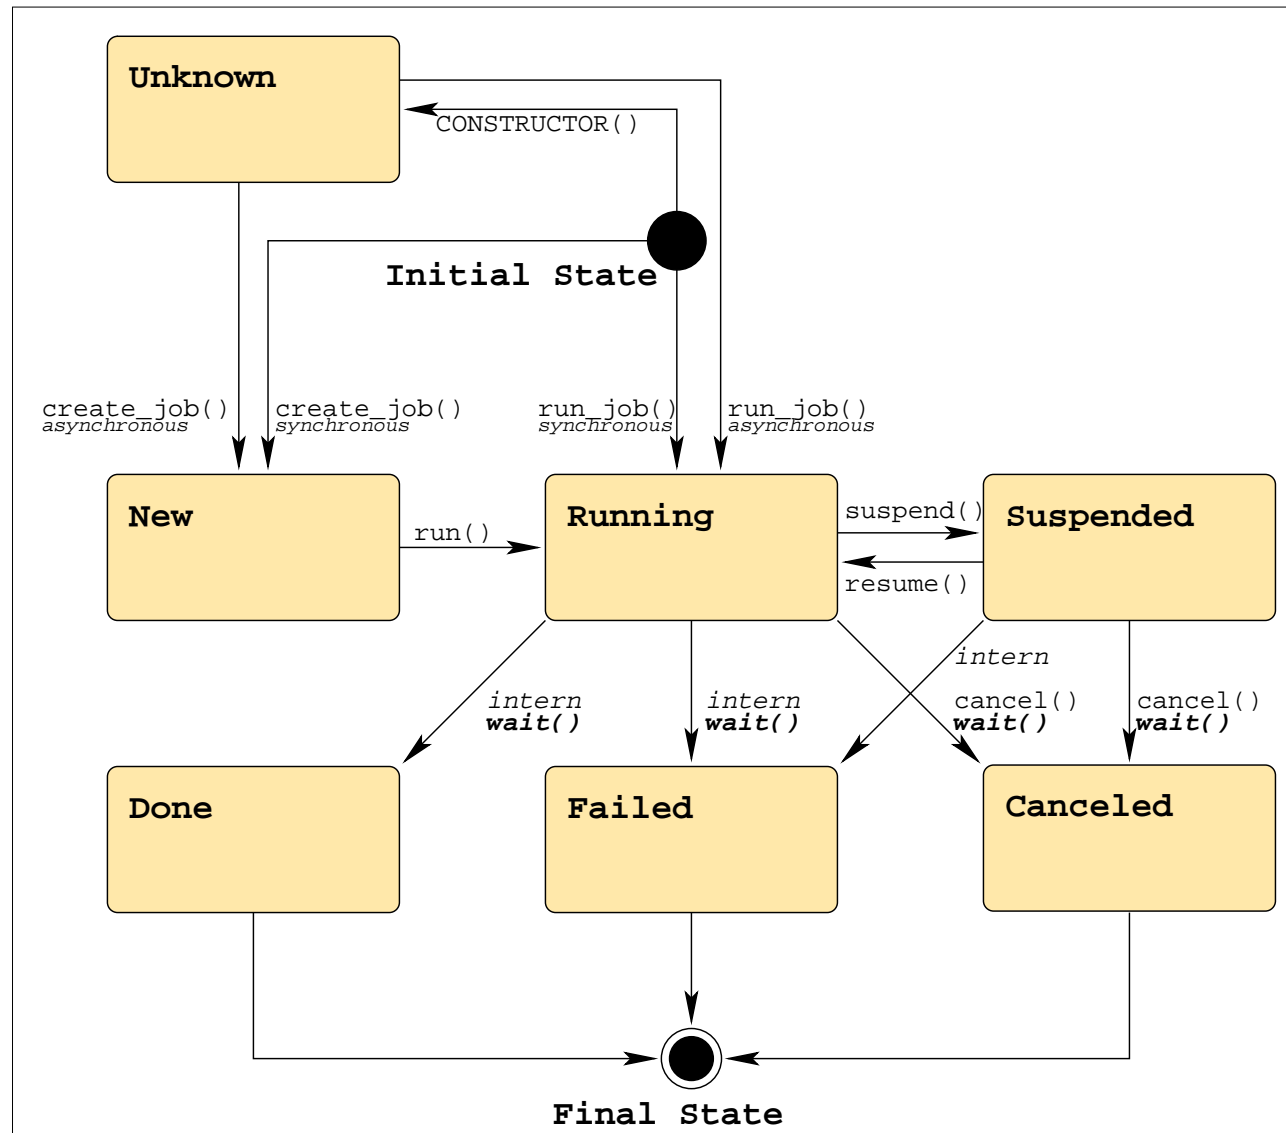 Unknown
CONSTRUCTOR()
Initial State
create_job()
asynchronous
create_job()
synchronous
run_job()
synchronous
run_job()
asynchronous
New
run()
Running
suspend()
resume()
Suspended
intern
wait()
intern
wait()
intern
cancel()
wait()
cancel()
wait()
Done
Failed
Canceled
Final State